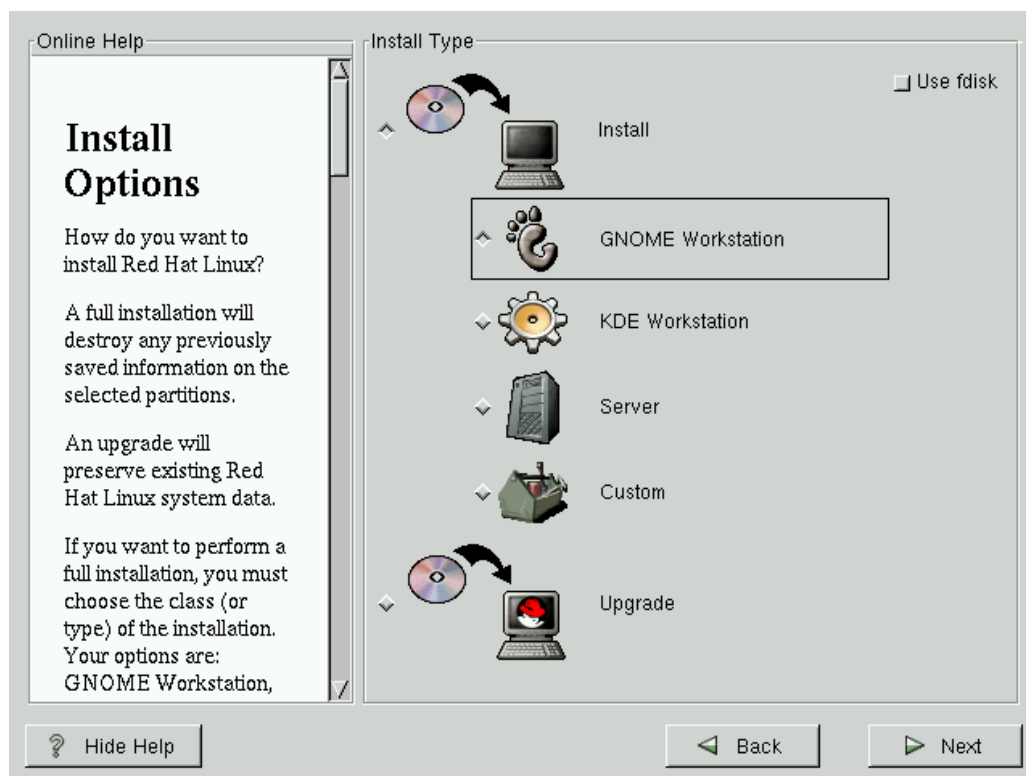 Online Help
Install
Options
How do you want to
install Red Hat Linux?
A full installation will
destroy any previously
saved information on the
selected partitions.
An upgrade will
preserve existing Red
Hat Linux system data.
If you want to perform a
full installation, you must
choose the class (or
type) of the installation.
Your options are:
GNOME Workstation,
Install Type
Use fdisk
Install
GNOME Workstation
KDE Workstation
Server
Custom
Upgrade
Hide Help
Back
Next